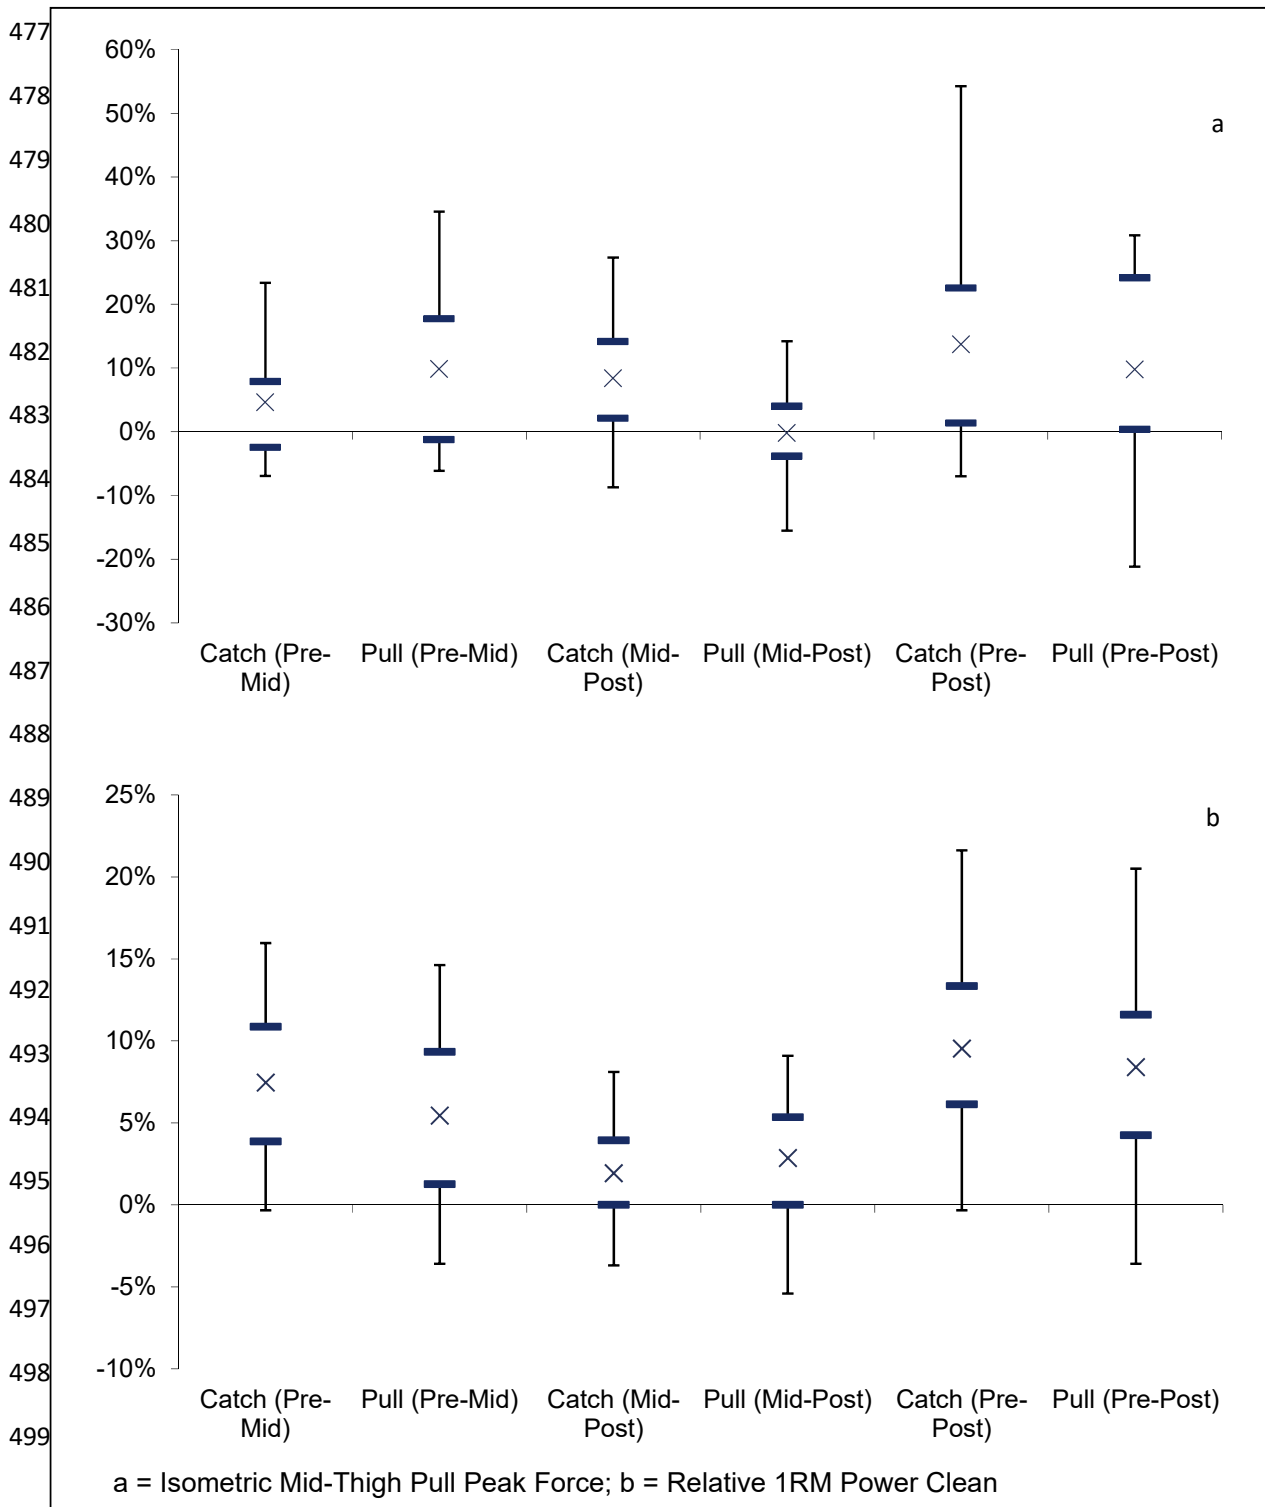 477
60%
478
50%
a
479
40%
480
30%
481
20%
482
10%
483
0%
484
-10%
485
-20%
486
-30%
Catch (Pre-
Mid)
Pull (Pre-Mid)
Catch (Mid-
Post)
Pull (Mid-Post)
Catch (Pre-
Post)
Pull (Pre-Post)
487
488
489
25%
b
490
20%
491
15%
492
10%
493
5%
494
495
0%
496
-5%
497
-10%
498
Catch (Pre-
Mid)
Pull (Pre-Mid)
Catch (Mid-
Post)
Pull (Mid-Post)
Catch (Pre-
Post)
Pull (Pre-Post)
499
a = Isometric Mid-Thigh Pull Peak Force; b = Relative 1RM Power Clean